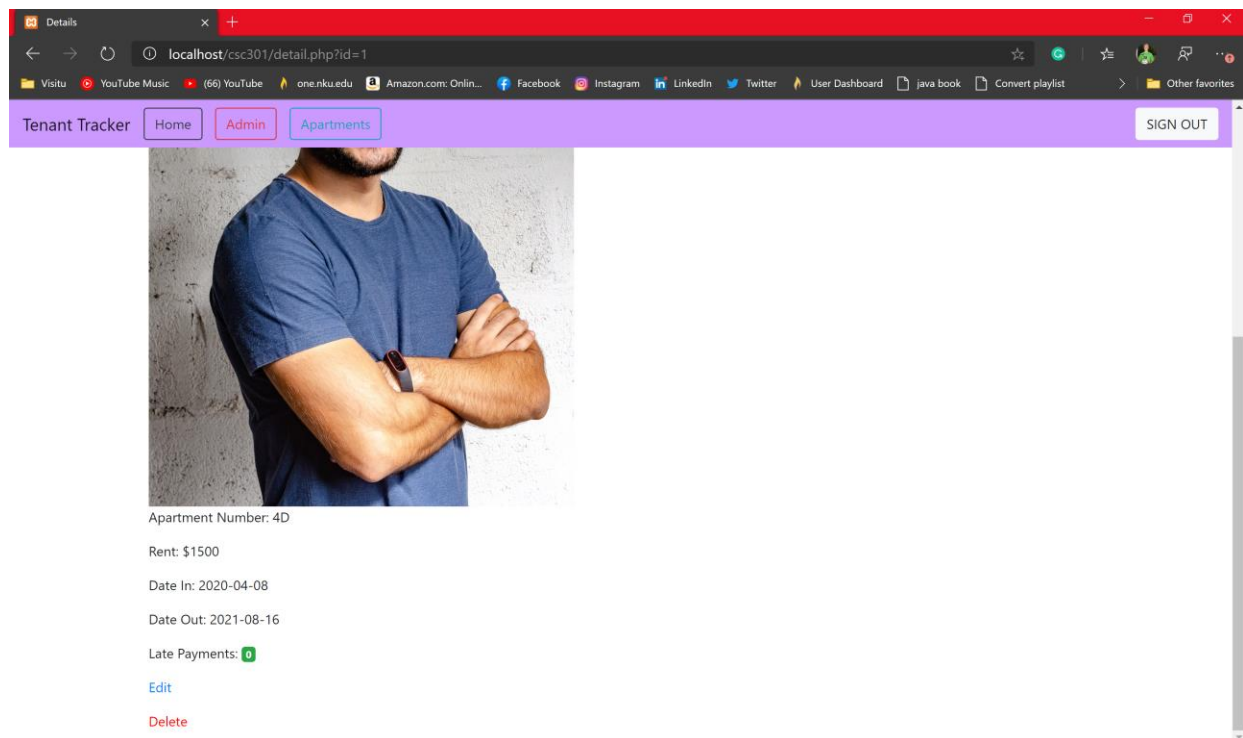 Details
localhost/csc301/detail.php?id=1
Visitu YouTube Music (66) YouTube one.nku.edu Amazon.com: Onlin... Facebook Instagram LinkedIn Twitter User Dashboard java book Convert playlist Other favorites
Tenant Tracker Home Admin Apartments SIGN OUT
Apartment Number: 4D
Rent: $1500
Date In: 2020-04-08
Date Out: 2021-08-16
Late Payments: 0
Edit
Delete